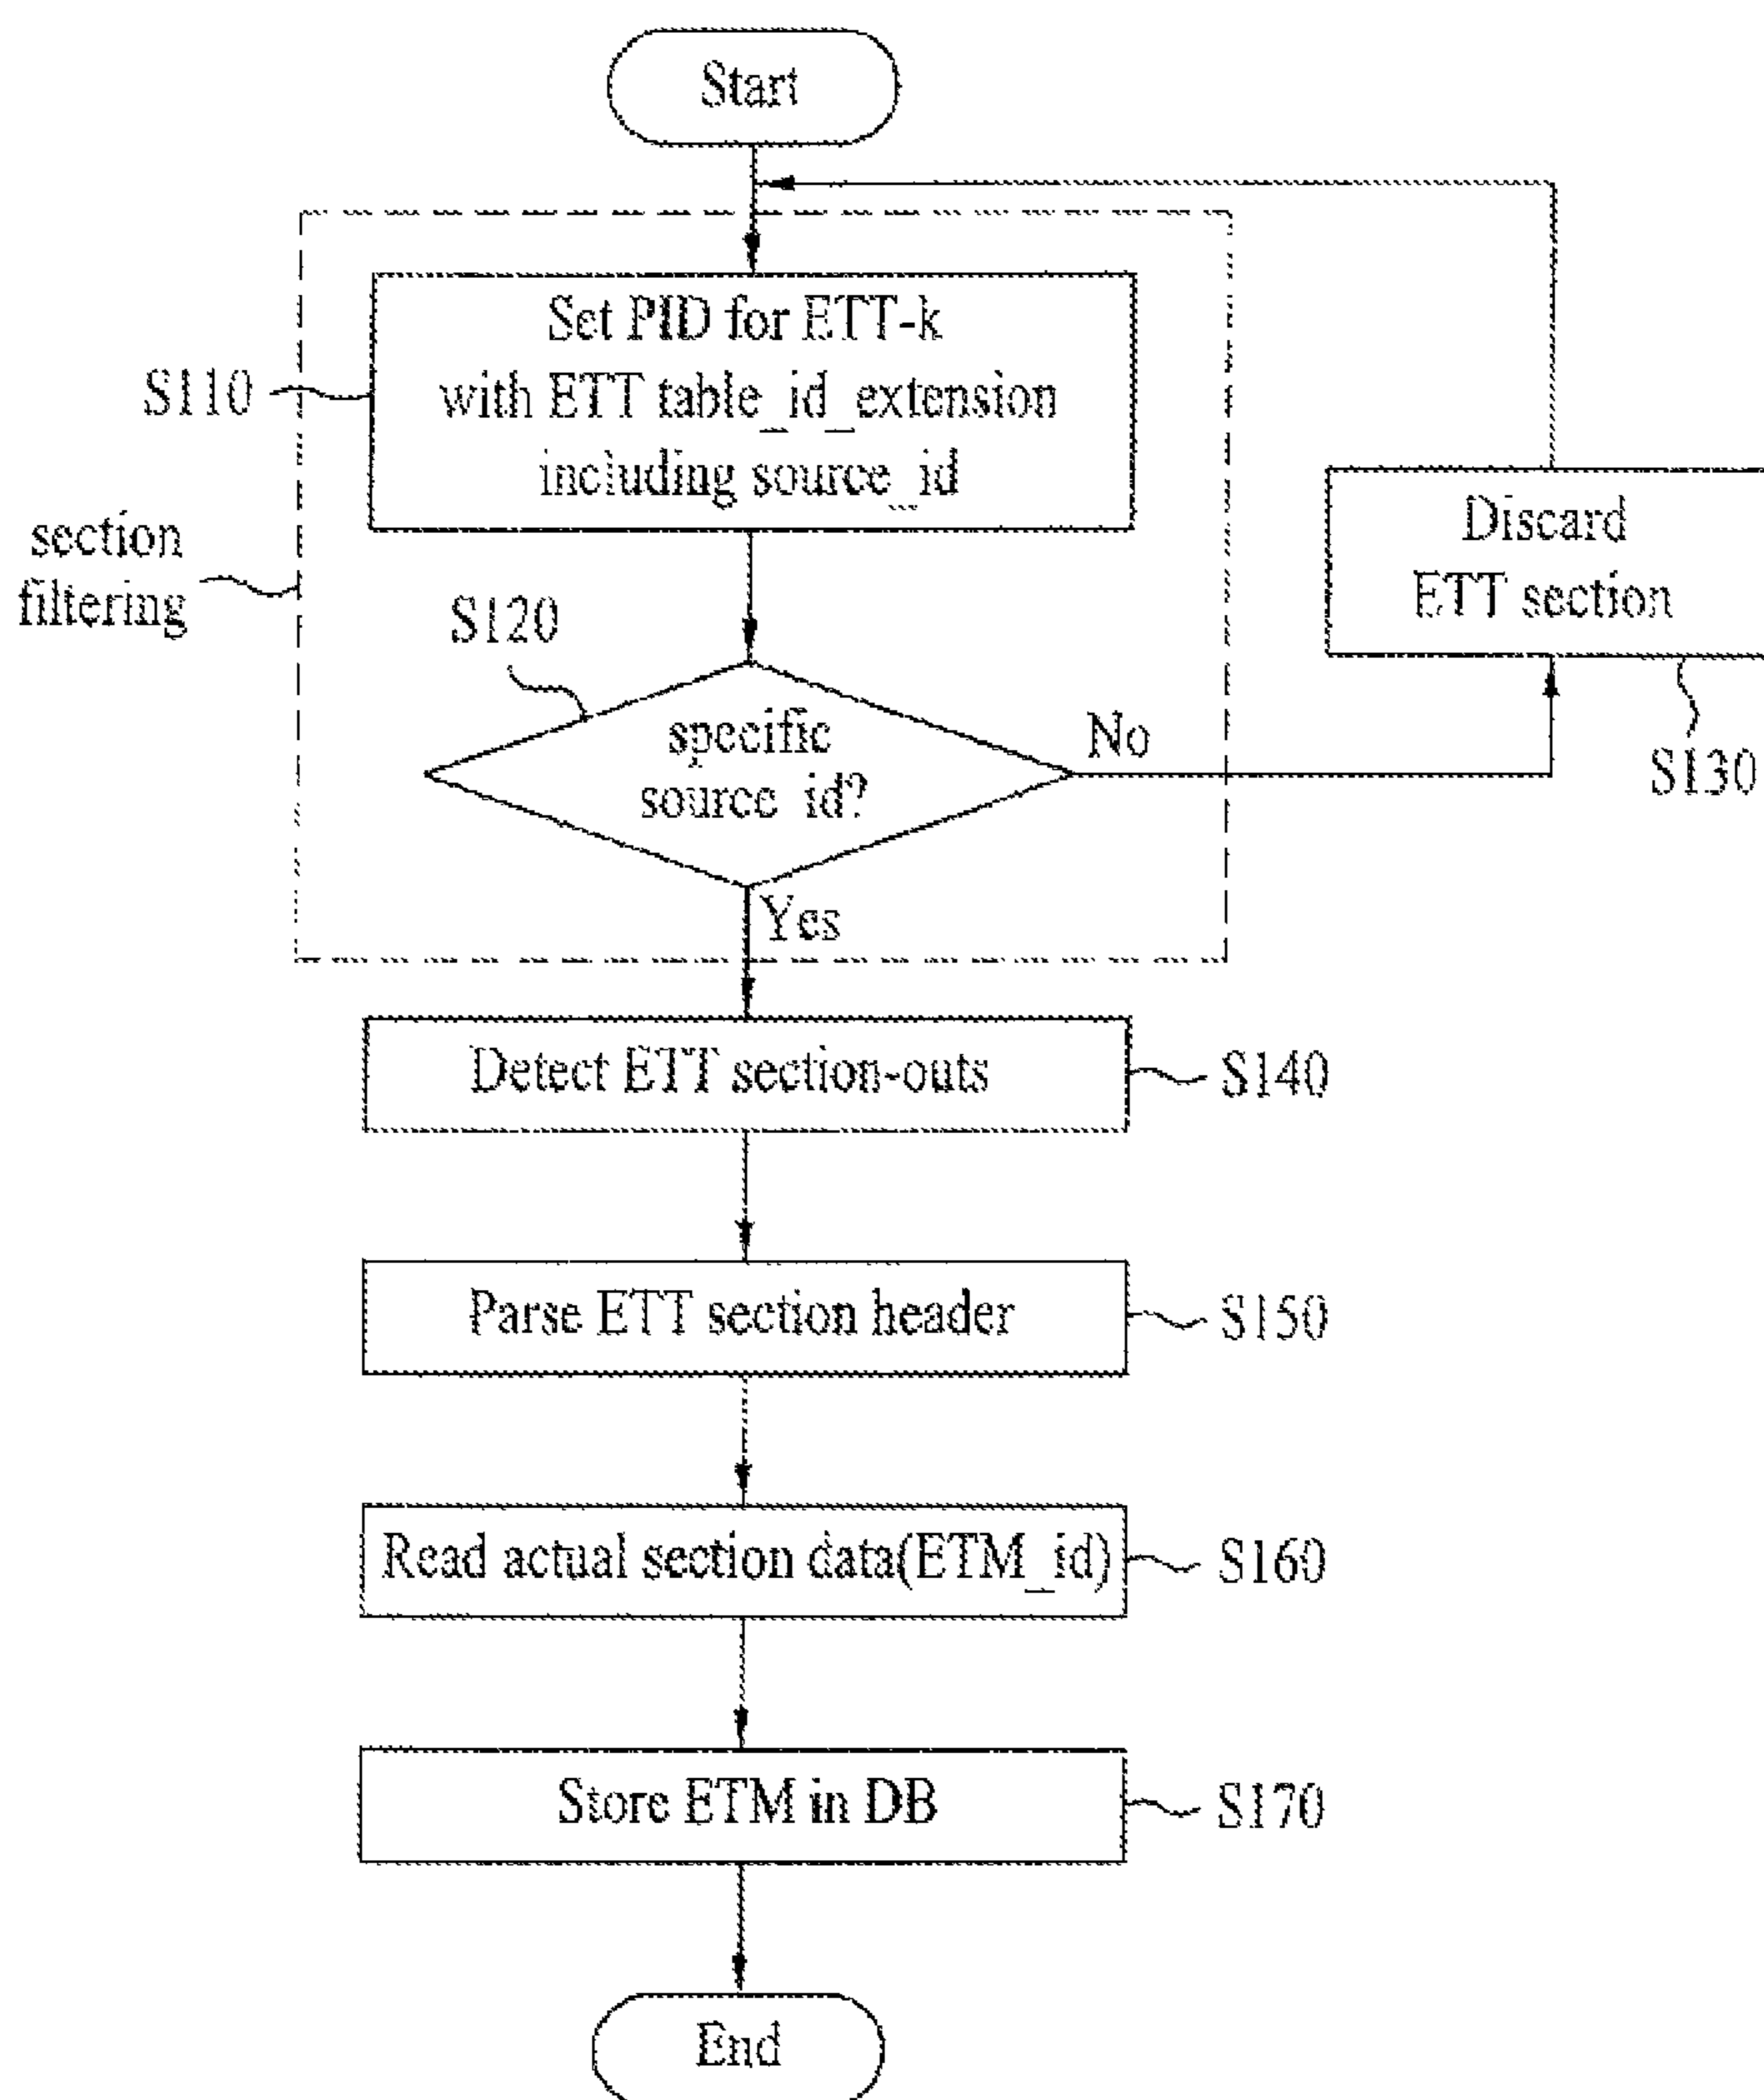 Start
Set PID for ETT-k
with ETT table_id_extension
including source_id
S110
section
filtering
Discard
ETT section
S120
specific
source_id?
No
S130
Yes
Detect ETT section-outs
S140
Parse ETT section header
S150
Read actual section data(ETM_id)
S160
Store ETM in DB
S170
End